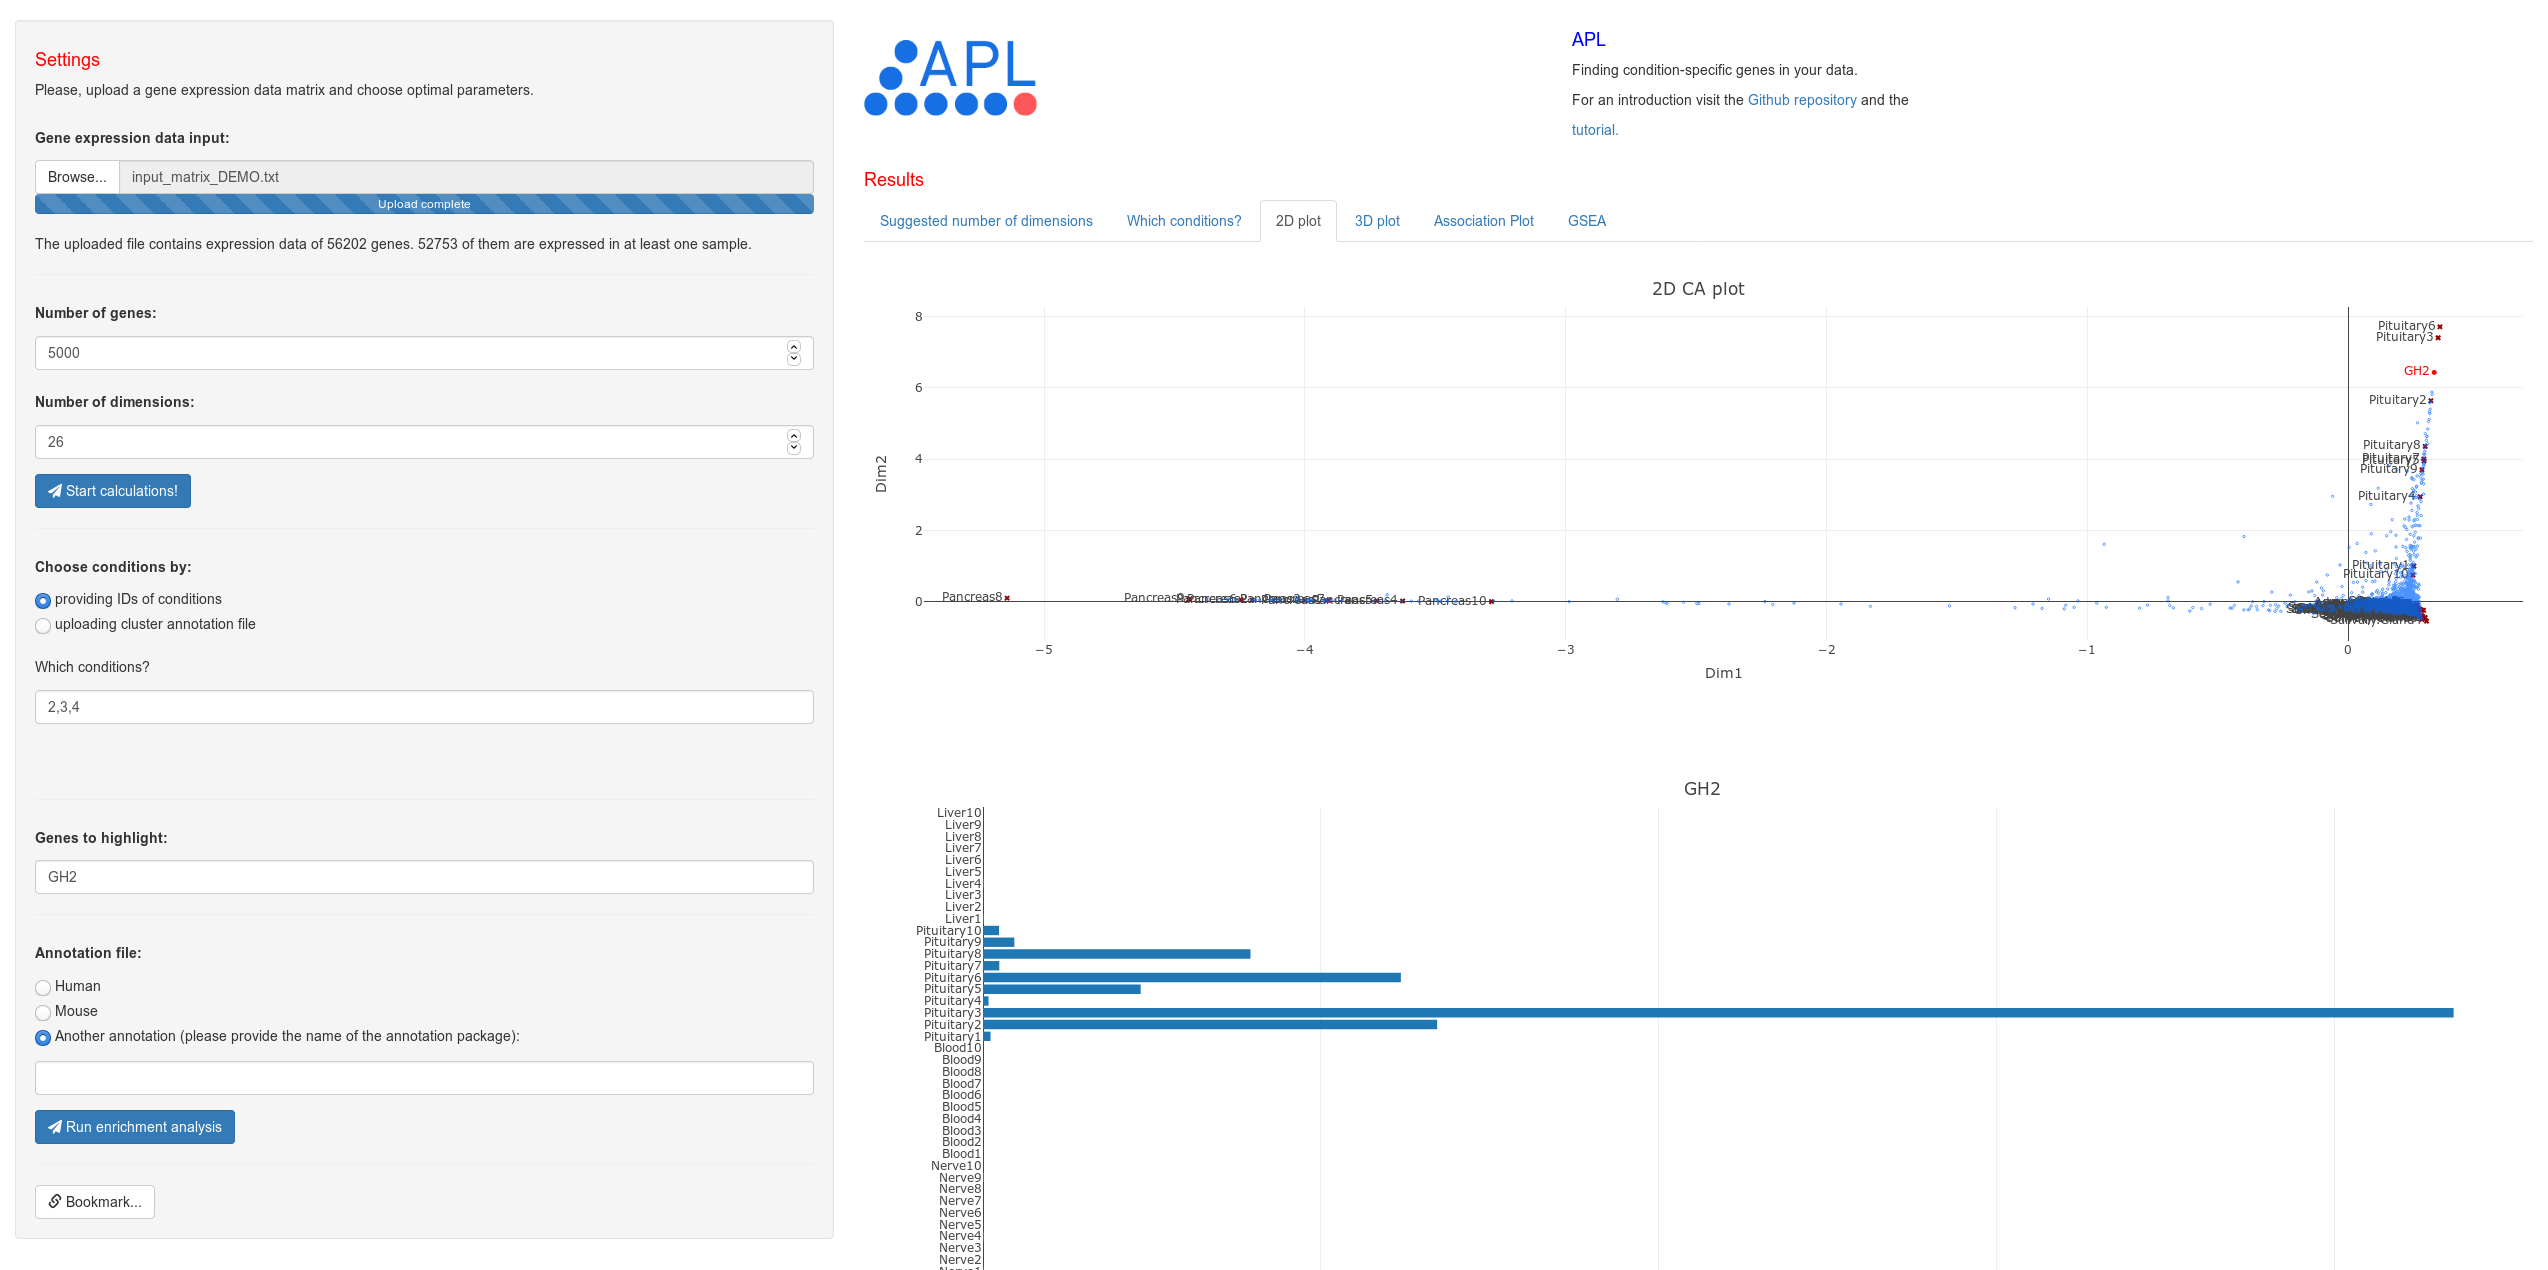 Settings
Please, upload a gene expression data matrix and choose optimal parameters.
Gene expression data input:
Browse... input_matrix_DEMO.txt
Upload complete
The uploaded file contains expression data of 56202 genes. 52753 of them are expressed in at least one sample.
Number of genes:
5000
Number of dimensions:
26
Start calculations!
Choose conditions by:
providing IDs of conditions
uploading cluster annotation file
Which conditions?
2,3,4
Genes to highlight:
GH2
Annotation file:
Human
Mouse
Another annotation (please provide the name of the annotation package):
Run enrichment analysis
Bookmark...
APL
APL
Finding condition-specific genes in your data.
For an introduction visit the Github repository and the
tutorial.
Results
Suggested number of dimensions Which conditions? 2D plot 3D plot Association Plot GSEA
2D CA plot
8
6
4
2
0
Dim2
Pituitary6
Pituitary3
GH2
Pituitary2
Pituitary8
Pituitary7
Pituitary9
Pituitary4
Pituitary1
Pituitary10
Pancreas8
Pancreas4
Pancreas10
−5 −4 −3 −2 −1 0
Dim1
GH2
Liver10
Liver9
Liver8
Liver7
Liver6
Liver5
Liver4
Liver3
Liver2
Liver1
Pituitary10
Pituitary9
Pituitary8
Pituitary7
Pituitary6
Pituitary5
Pituitary4
Pituitary3
Pituitary2
Pituitary1
Blood10
Blood9
Blood8
Blood7
Blood6
Blood5
Blood4
Blood3
Blood2
Blood1
Nerve10
Nerve9
Nerve8
Nerve7
Nerve6
Nerve5
Nerve4
Nerve3
Nerve2